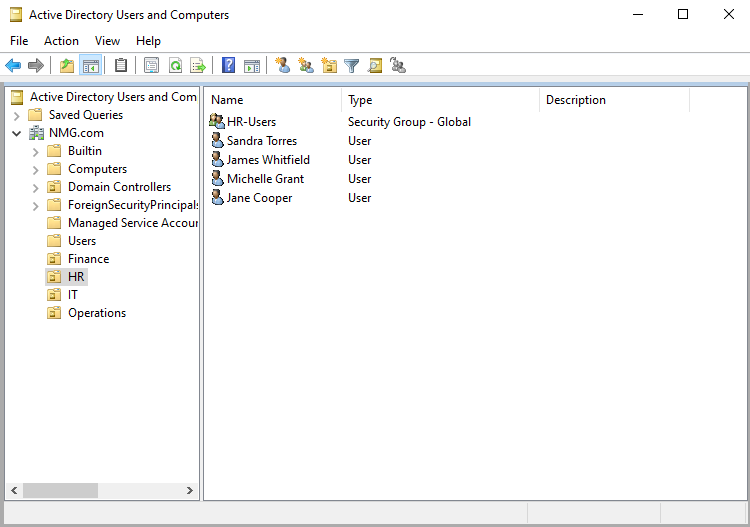 Active Directory Users and Computers
File Action View Help
Active Directory Users and Com
Saved Queries
NMG.com
Builtin
Computers
Domain Controllers
ForeignSecurityPrincipals
Managed Service Accour
Users
Finance
HR
IT
Operations
Name Type Description
HR-Users Security Group - Global
Sandra Torres User
James Whitfield User
Michelle Grant User
Jane Cooper User